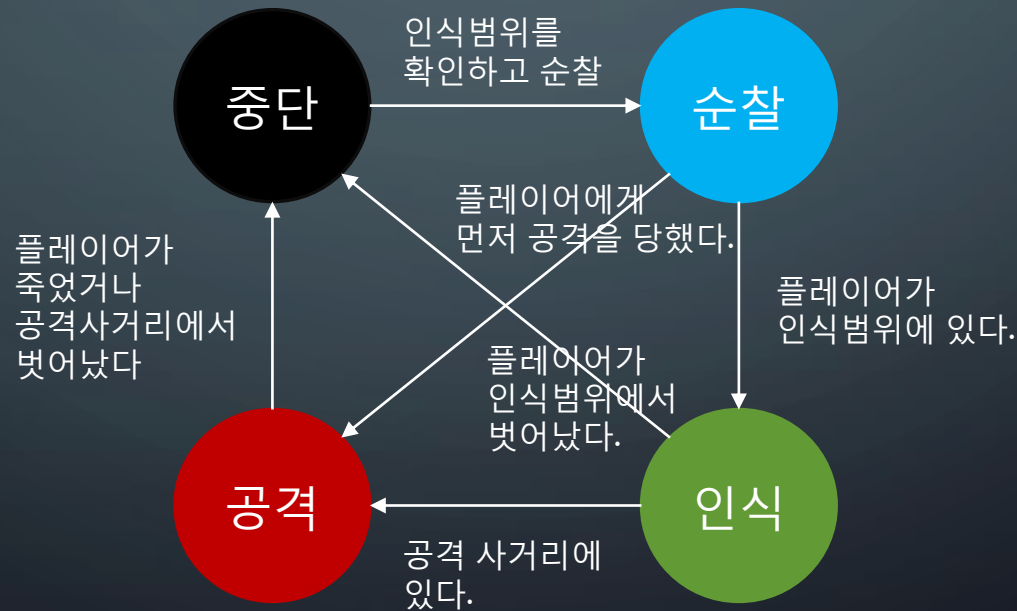 중단
인식범위를
확인하고 순찰
순찰
플레이어에게
먼저 공격을 당했다.
플레이어가
죽었거나
공격사거리에서
벗어났다
플레이어가
인식범위에 있다.
플레이어가
인식범위에서
벗어났다.
공격
공격 사거리에
있다.
인식